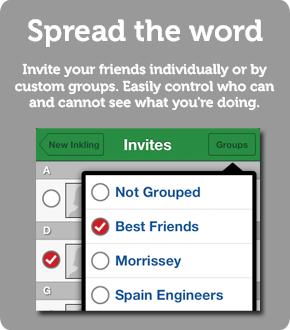 Spread the word
Invite your friends individually or by
custom groups. Easily control who can
and cannot see what you're doing.
New Inkling
Invites
Groups
A
Not Grouped
Best Friends
D
Morrissey
G
Spain Engineers